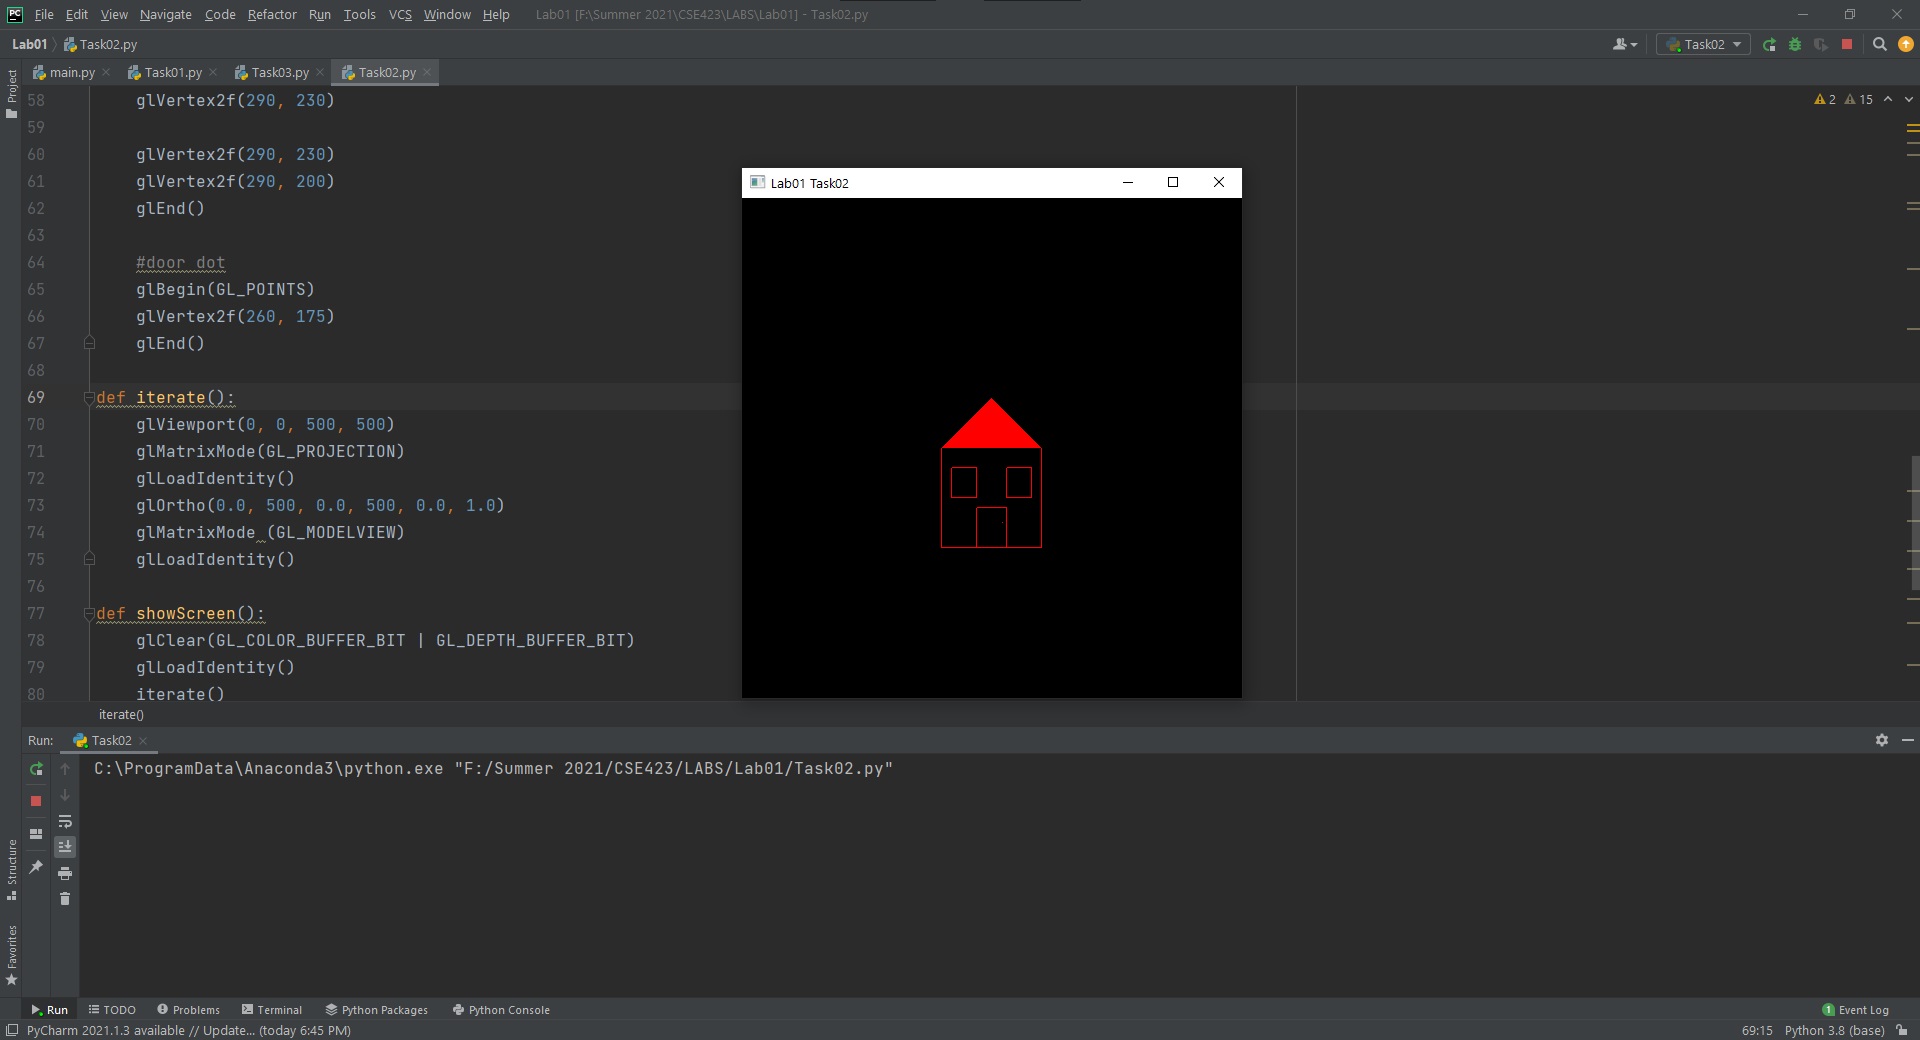 PC File Edit View Navigate Code Refactor Run Tools VCS Window Help Lab01 [F:\Summer 2021\CSE423\LABS\Lab01] - Task02.py
Lab01 Task02.py Task02
main.py Task01.py Task03.py Task02.py
Project
2 15
58 glVertex2f(290, 230)
59
60 glVertex2f(290, 230)
61 glVertex2f(290, 200)
62 glEnd()
63
64 #door dot
65 glBegin(GL_POINTS)
66 glVertex2f(260, 175)
67 glEnd()
68
69 def iterate():
70 glViewport(0, 0, 500, 500)
71 glMatrixMode(GL_PROJECTION)
72 glLoadIdentity()
73 glOrtho(0.0, 500, 0.0, 500, 0.0, 1.0)
74 glMatrixMode (GL_MODELVIEW)
75 glLoadIdentity()
76
77 def showScreen():
78 glClear(GL_COLOR_BUFFER_BIT | GL_DEPTH_BUFFER_BIT)
79 glLoadIdentity()
80 iterate()
Lab01 Task02
iterate()
Run: Task02
C:\ProgramData\Anaconda3\python.exe "F:/Summer 2021/CSE423/LABS/Lab01/Task02.py"
Structure
Favorites
Run TODO Problems Terminal Python Packages Python Console 1 Event Log
PyCharm 2021.1.3 available // Update... (today 6:45 PM) 69:15 Python 3.8 (base)